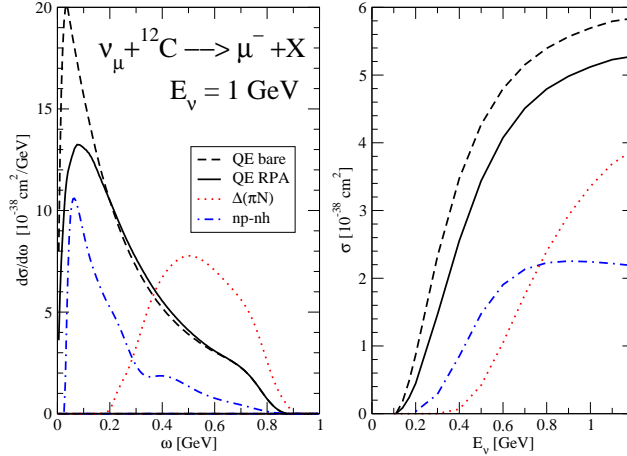 ν_μ + ¹²C —> μ⁻ + X
E_ν = 1 GeV
QE bare
QE RPA
Δ(πN)
np-nh
dσ/dω [10⁻³⁸ cm²/GeV]
20
15
10
5
0
0 0.2 0.4 0.6 0.8 1
ω [GeV]
σ [10⁻³⁸ cm²]
6
5
4
3
2
1
0
0 0.2 0.4 0.6 0.8 1
E_ν [GeV]